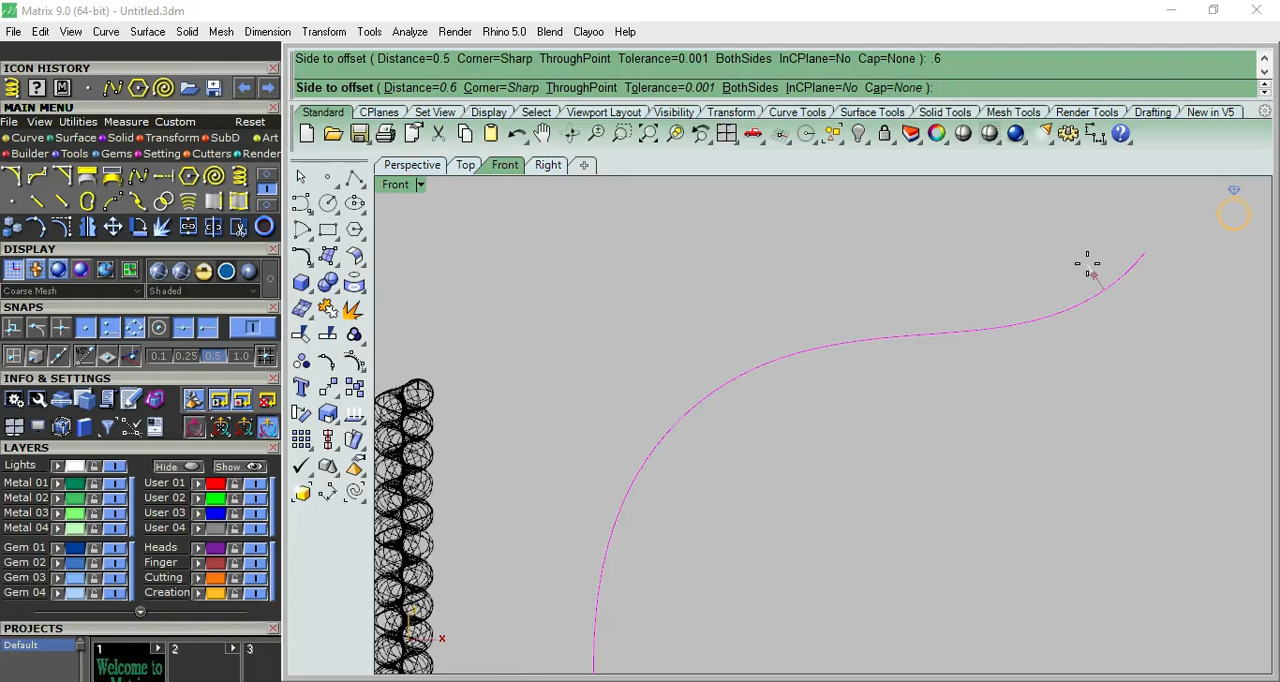 Matrix 9.0 (64-bit) - Untitled.3dm
File Edit View Curve Surface Solid Mesh Dimension Transform Tools Analyze Render Rhino 5.0 Blend Clayoo Help
ICON HISTORY
Side to offset ( Distance=0.5 Corner=Sharp ThroughPoint Tolerance=0.001 BothSides InCPlane=No Cap=None ): .6
Side to offset ( Distance=0.6 Corner=Sharp ThroughPoint Tolerance=0.001 BothSides InCPlane=No Cap=None ):
MAIN MENU
File View Utilities Measure Custom Reset
Curve Surface Solid Transform SubD Art
Builder Tools Gems Setting Cutters Render
Standard CPlanes Set View Display Select Viewport Layout Visibility Transform Curve Tools Surface Tools Solid Tools Mesh Tools Render Tools Drafting New in V5
Perspective Top Front Right
Front
DISPLAY
Coarse Mesh Shaded
SNAPS
0.1 0.25 0.5 1.0
INFO & SETTINGS
LAYERS
Lights Hide Show
Metal 01 User 01
Metal 02 User 02
Metal 03 User 03
Metal 04 User 04
Gem 01 Heads
Gem 02 Finger
Gem 03 Cutting
Gem 04 Creation
x
PROJECTS
Default 1 2 3
Welcome to